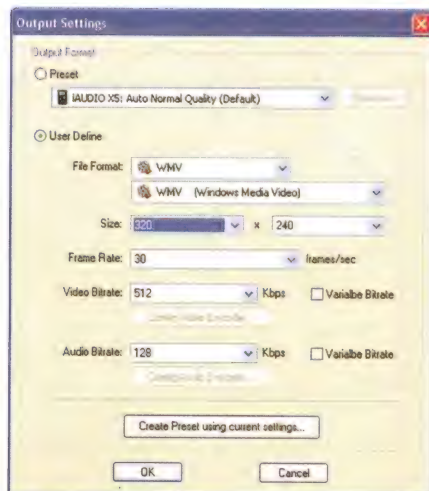 Output Settings
Output Format
Preset
iAUDIO X5: Auto Normal Quality (Default)
User Define
File Format: WMV
WMV (Windows Media Video)
Size: 320 x 240
Frame Rate: 30 frames/sec
Video Bitrate: 512 Kbps Varialbe Bitrate
Audio Bitrate: 128 Kbps Varialbe Bitrate
Create Preset using current settings...
OK Cancel